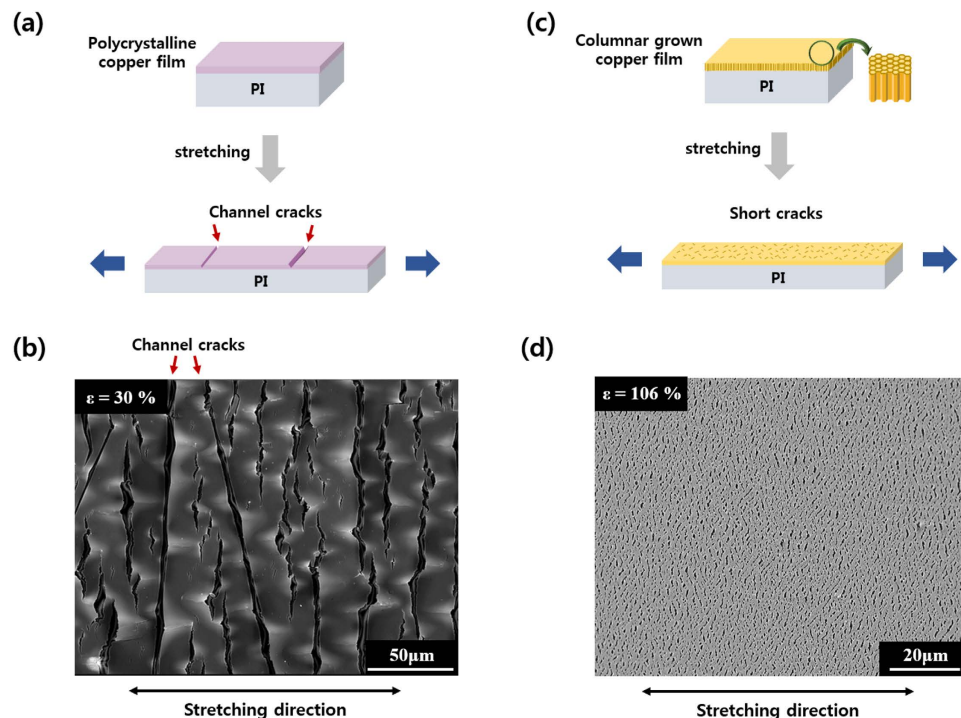 (a)
Polycrystalline
copper film
PI
stretching
Channel cracks
PI
(b)
Channel cracks
ε = 30 %
50μm
Stretching direction
(c)
Columnar grown
copper film
PI
stretching
Short cracks
PI
(d)
ε = 106 %
20μm
Stretching direction